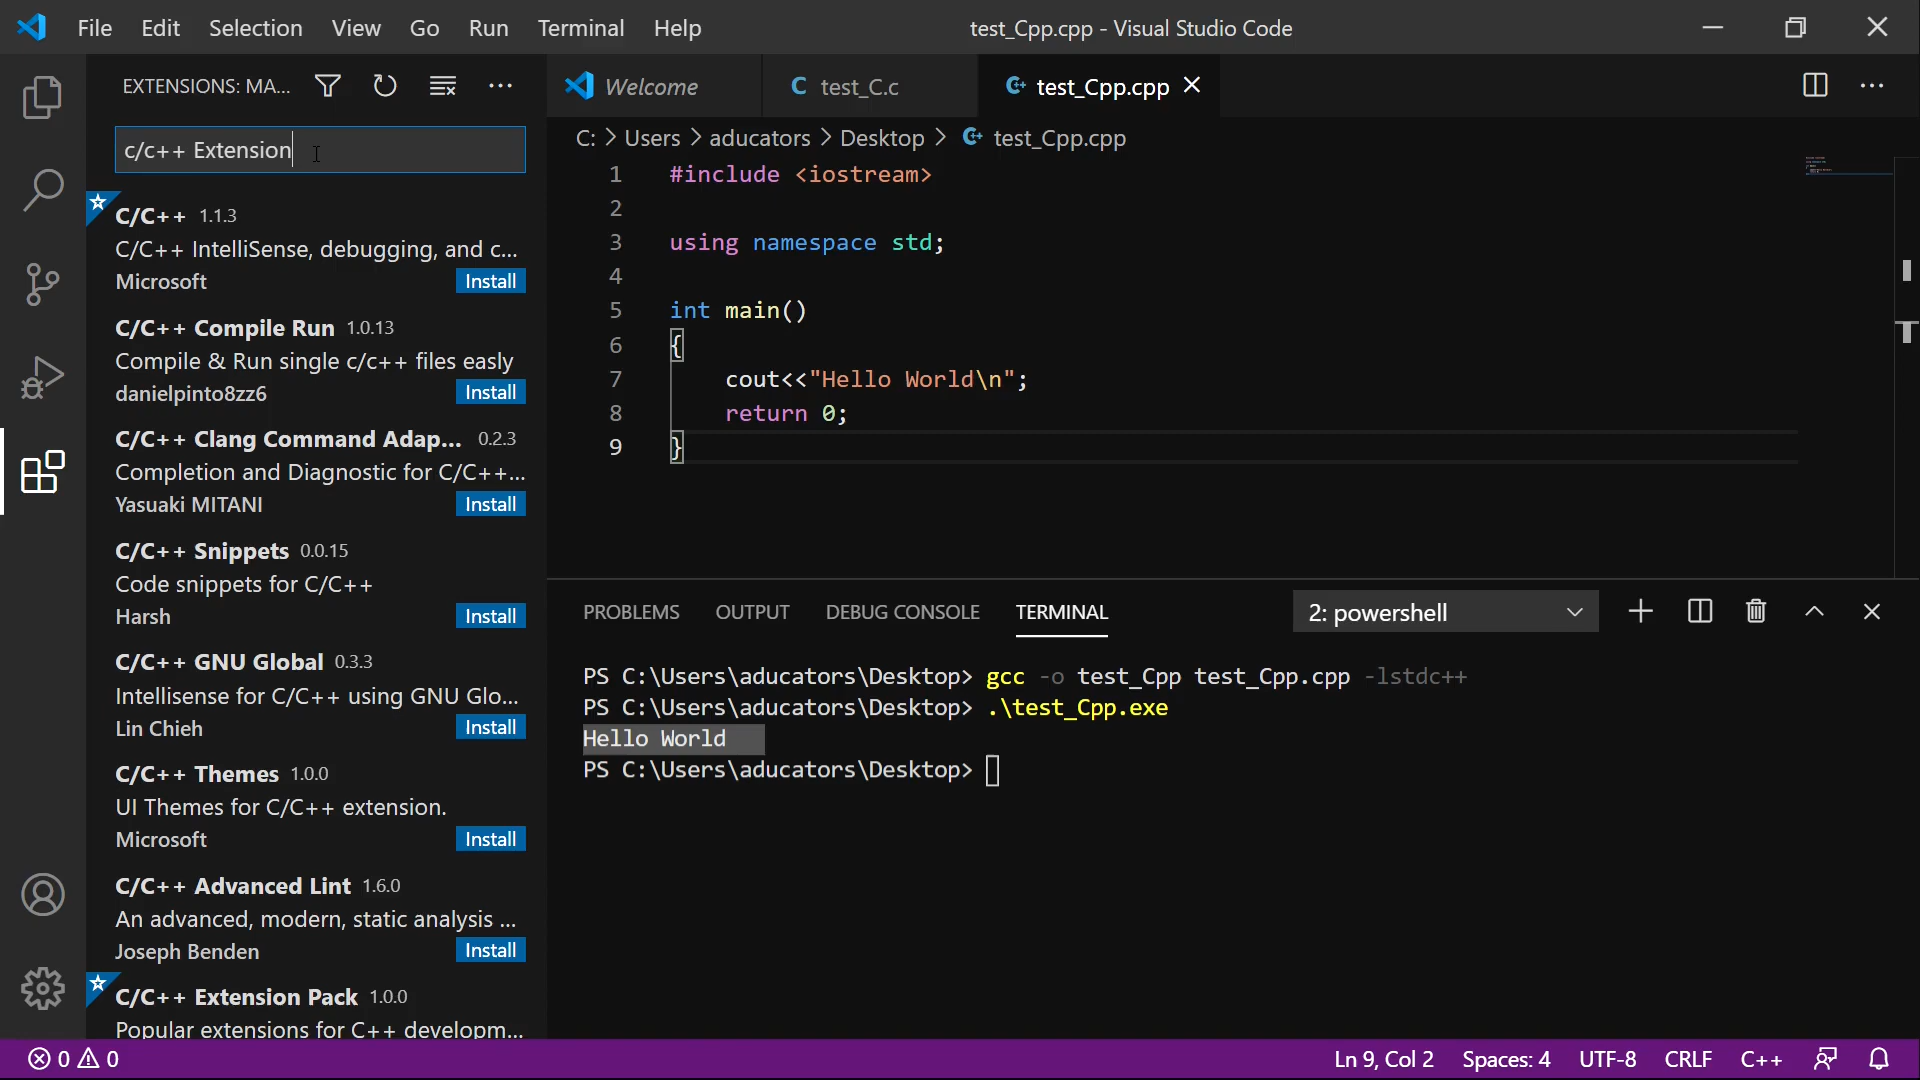 File Edit Selection View Go Run Terminal Help
test_Cpp.cpp - Visual Studio Code
EXTENSIONS: MA...
c/c++ Extension
C/C++ 1.1.3
C/C++ IntelliSense, debugging, and c...
Microsoft Install
C/C++ Compile Run 1.0.13
Compile & Run single c/c++ files easly
danielpinto8zz6 Install
C/C++ Clang Command Adap... 0.2.3
Completion and Diagnostic for C/C++...
Yasuaki MITANI Install
C/C++ Snippets 0.0.15
Code snippets for C/C++
Harsh Install
C/C++ GNU Global 0.3.3
Intellisense for C/C++ using GNU Glo...
Lin Chieh Install
C/C++ Themes 1.0.0
UI Themes for C/C++ extension.
Microsoft Install
C/C++ Advanced Lint 1.6.0
An advanced, modern, static analysis ...
Joseph Benden Install
C/C++ Extension Pack 1.0.0
Popular extensions for C++ developm...
Welcome test_C.c test_Cpp.cpp
C: > Users > aducators > Desktop > test_Cpp.cpp
1 #include <iostream>
2
3 using namespace std;
4
5 int main()
6 {
7 cout<<"Hello World\n";
8 return 0;
9 }
PROBLEMS OUTPUT DEBUG CONSOLE TERMINAL
2: powershell
PS C:\Users\aducators\Desktop> gcc -o test_Cpp test_Cpp.cpp -lstdc++
PS C:\Users\aducators\Desktop> .\test_Cpp.exe
Hello World
PS C:\Users\aducators\Desktop>
0 0
Ln 9, Col 2 Spaces: 4 UTF-8 CRLF C++